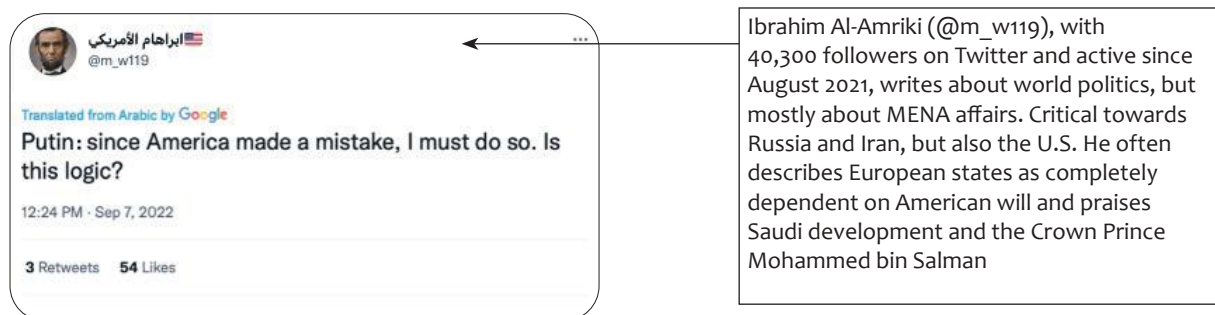 ابراهام الأمريكي
@m_w119
Translated from Arabic by Google
Putin: since America made a mistake, I must do so. Is
this logic?
12:24 PM · Sep 7, 2022
3 Retweets 54 Likes
Ibrahim Al-Amriki (@m_w119), with
40,300 followers on Twitter and active since
August 2021, writes about world politics, but
mostly about MENA affairs. Critical towards
Russia and Iran, but also the U.S. He often
describes European states as completely
dependent on American will and praises
Saudi development and the Crown Prince
Mohammed bin Salman